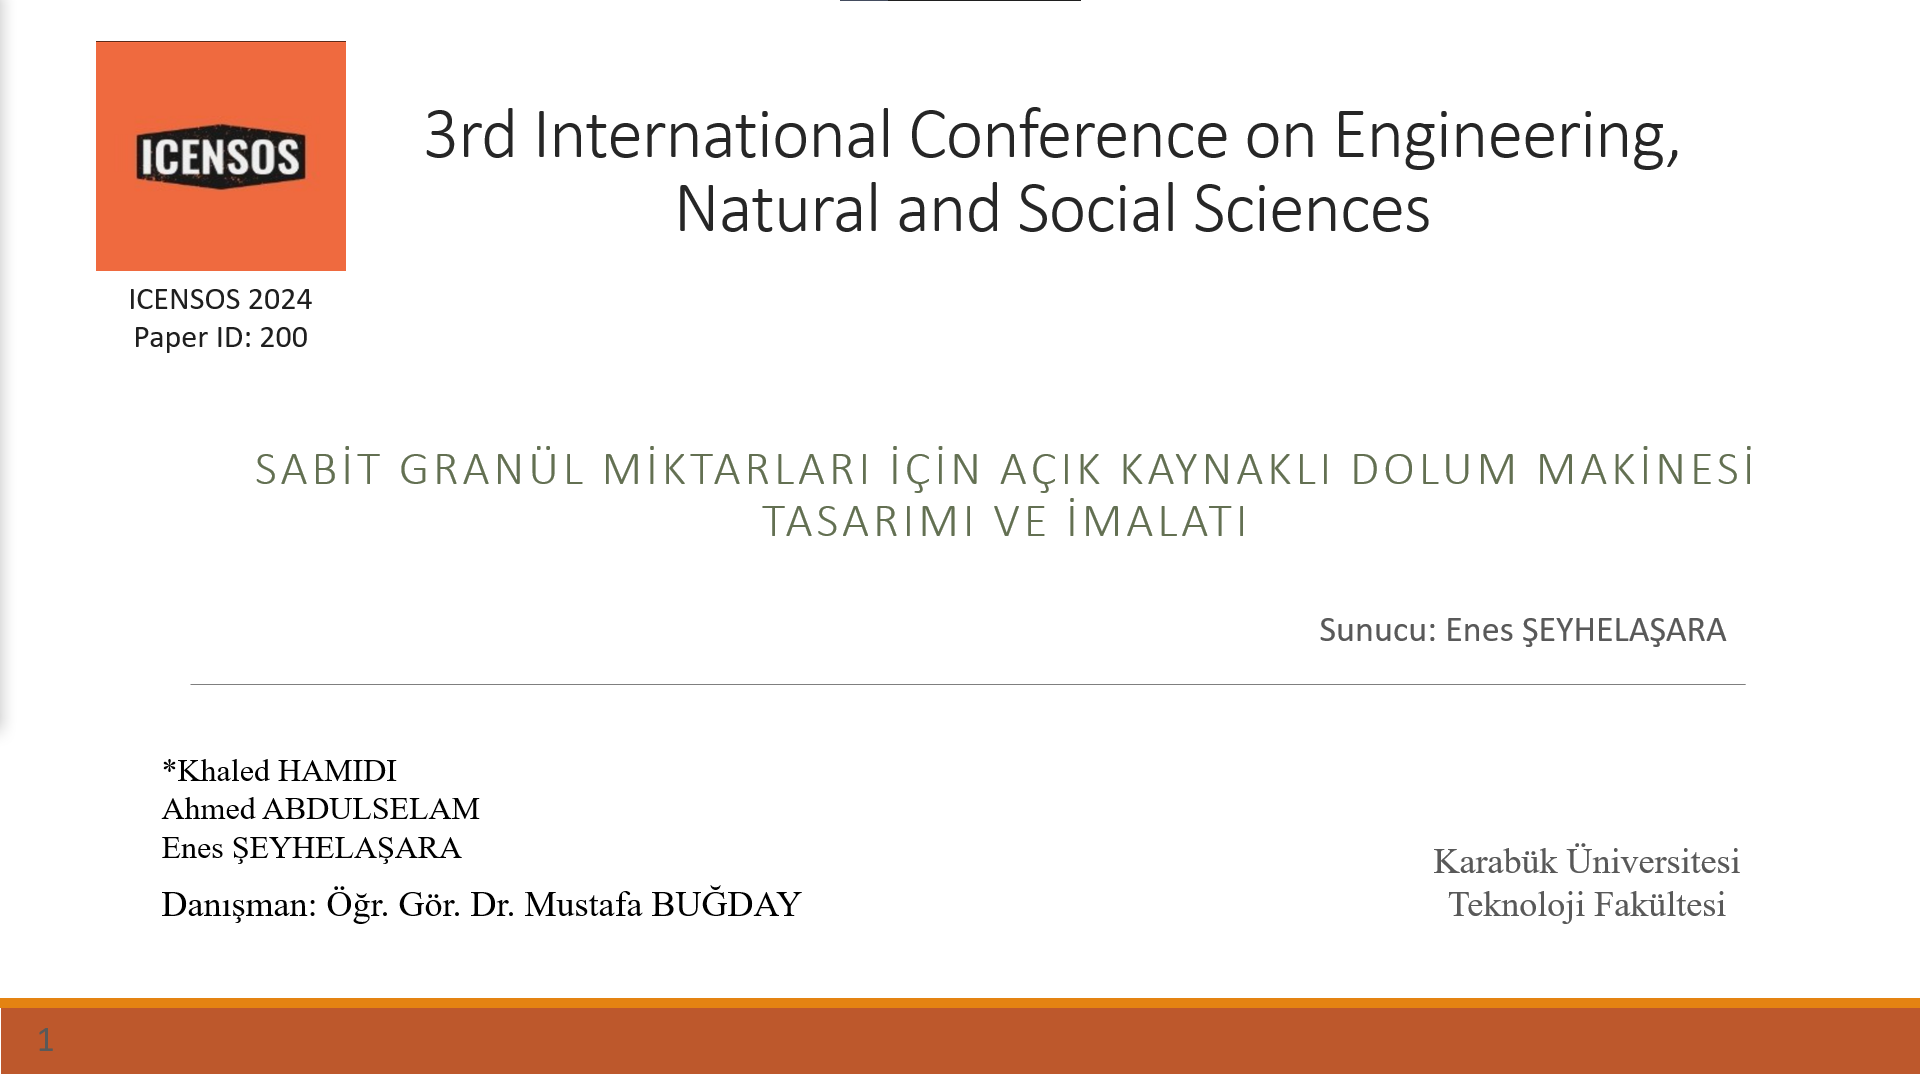 ICENSOS
3rd International Conference on Engineering,
Natural and Social Sciences
ICENSOS 2024
Paper ID: 200
SABİT GRANÜL MİKTARLARI İÇİN AÇIK KAYNAKLI DOLUM MAKİNESİ
TASARIMI VE İMALATI
Sunucu: Enes ŞEYHELAŞARA
*Khaled HAMIDI
Ahmed ABDULSELAM
Enes ŞEYHELAŞARA
Danışman: Öğr. Gör. Dr. Mustafa BUĞDAY
Karabük Üniversitesi
Teknoloji Fakültesi
1